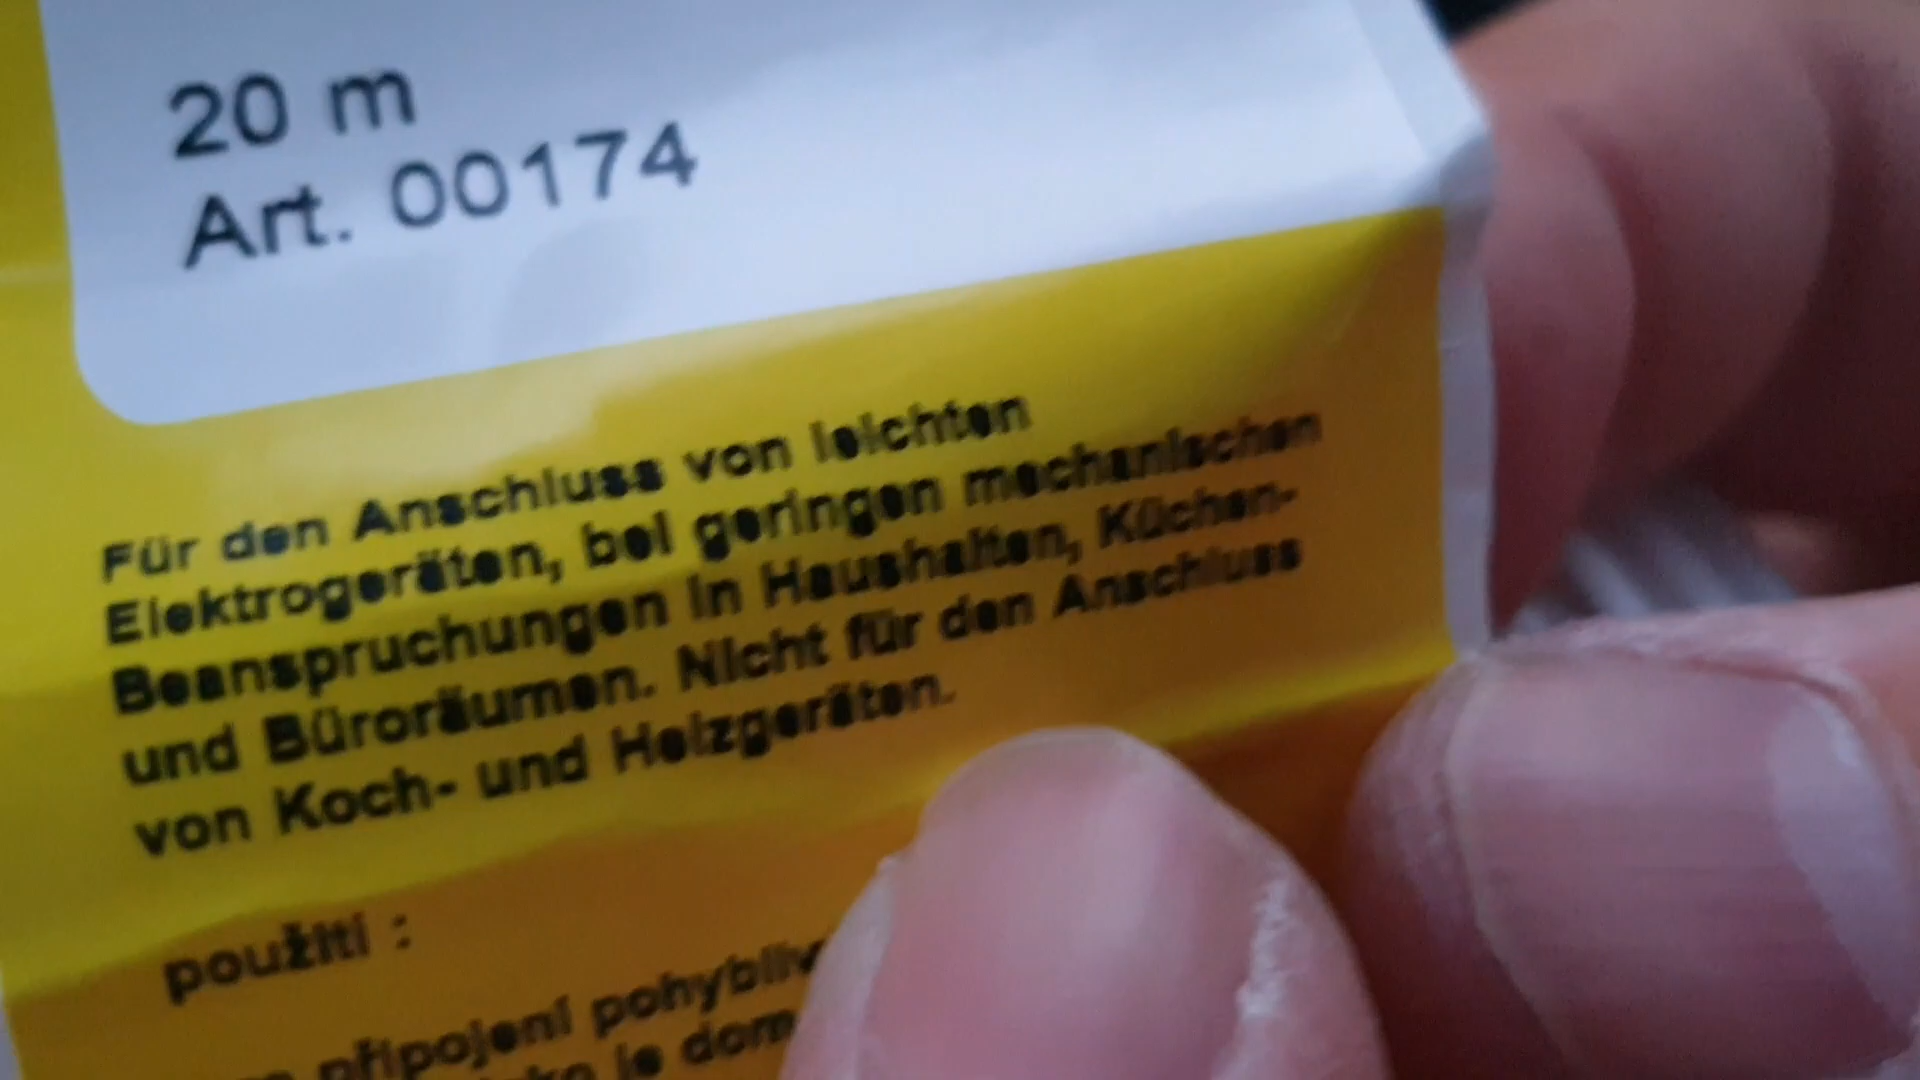 20 m
Art. 00174
Für den Anschluss von leichten
Elektrogeräten, bei geringen mechanischen
Beanspruchungen in Haushalten, Küchen-
und Büroräumen. Nicht für den Anschluss
von Koch- und Heizgeräten.
použití :
připojení
je